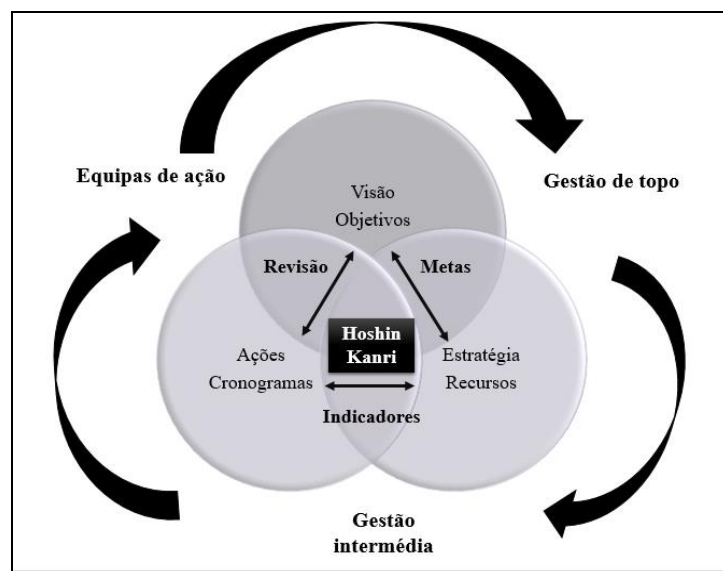 Equipas de ação
Gestão de topo
Visão
Objetivos
Revisão
Metas
Hoshin
Kanri
Ações
Cronogramas
Estratégia
Recursos
Indicadores
Gestão
intermédia